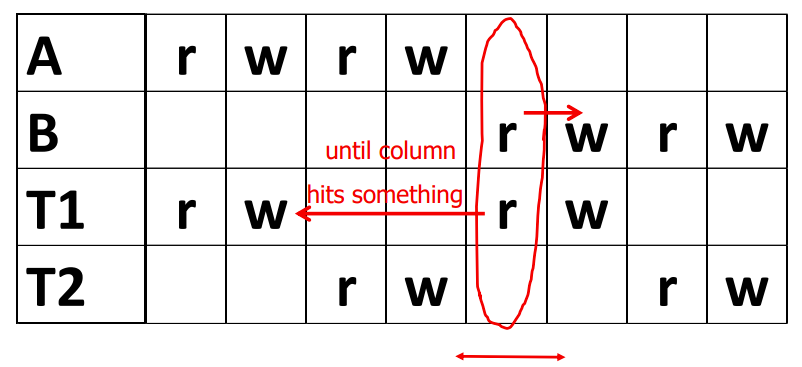 A r w r w
B r w r w
until column
hits something
T1 r w r w
T2 r w r w